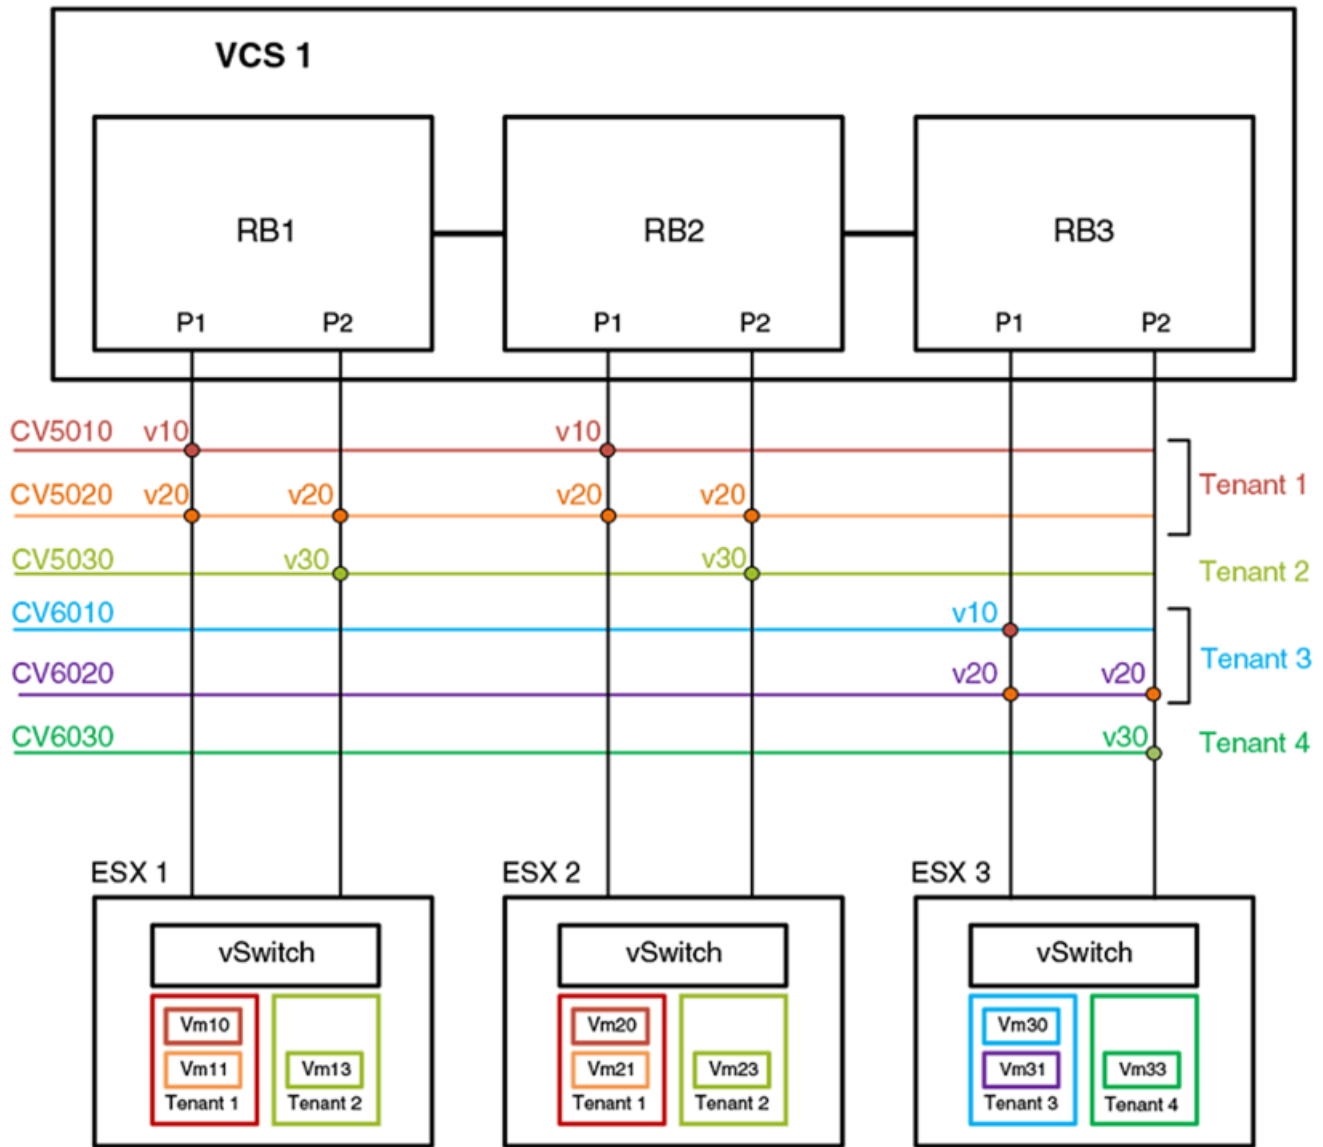 VCS 1
RB1
RB2
RB3
P1 P2 P1 P2 P1 P2
CV5010 v10 v10
Tenant 1
CV5020 v20 v20 v20 v20
CV5030 v30 v30
Tenant 2
CV6010 v10
Tenant 3
CV6020 v20 v20
CV6030 v30
Tenant 4
ESX 1 ESX 2 ESX 3
vSwitch vSwitch vSwitch
Vm10 Vm20 Vm30
Vm11 Vm13 Vm21 Vm23 Vm31 Vm33
Tenant 1 Tenant 2 Tenant 1 Tenant 2 Tenant 3 Tenant 4